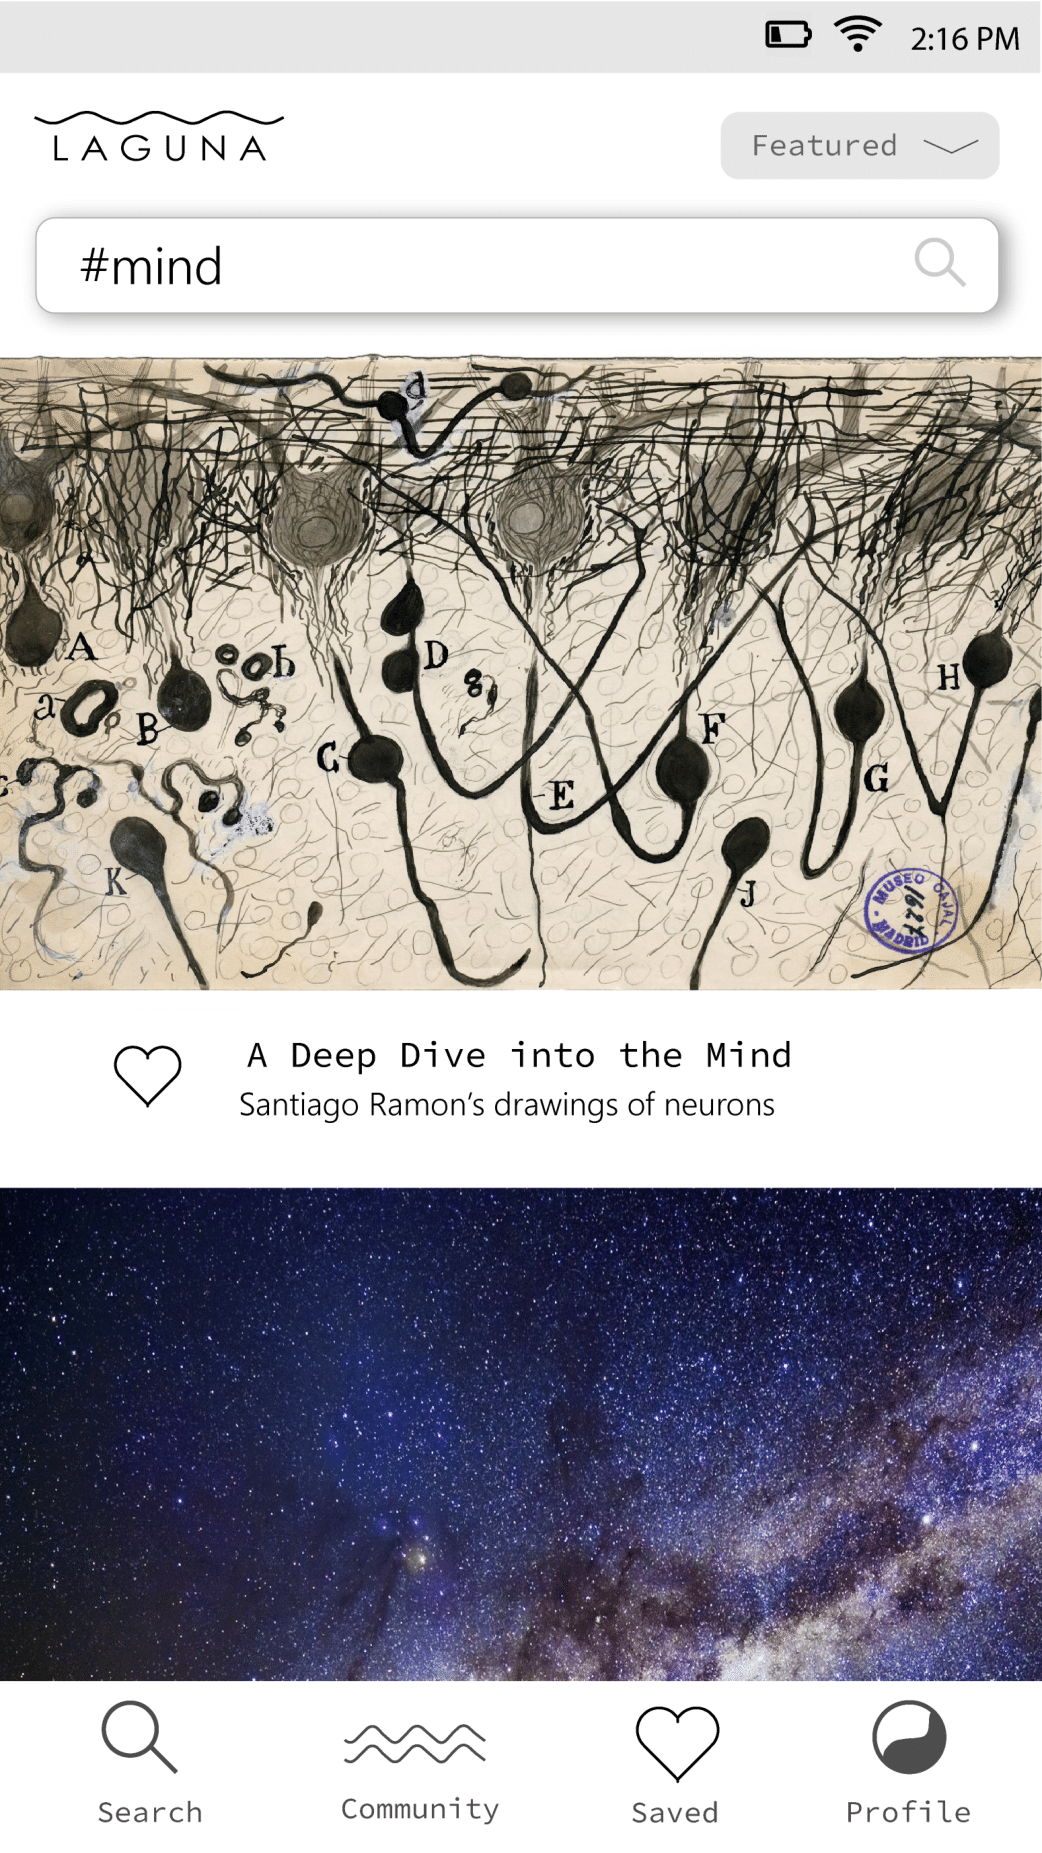 2:16 PM
LAGUNA
Featured
#mind
d
A
a
B
b
D
C
E
F
G
H
c
K
J
MUSEO CAJAL
1627
MADRID
A Deep Dive into the Mind
Santiago Ramon’s drawings of neurons
Search
Community
Saved
Profile